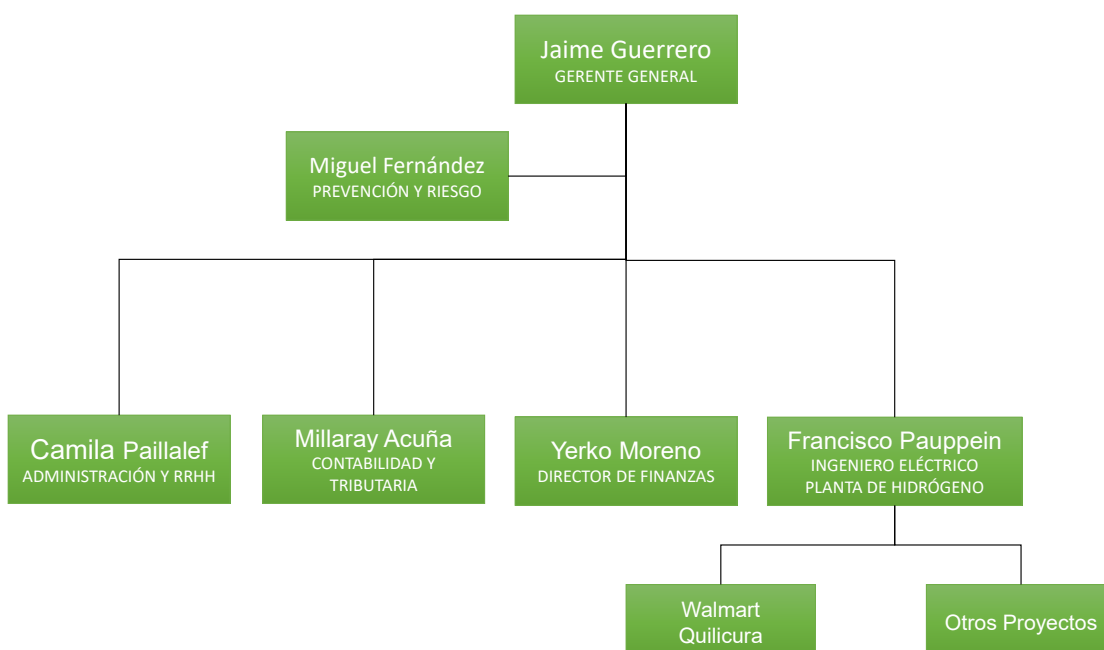 Jaime Guerrero
GERENTE GENERAL
Miguel Fernández
PREVENCIÓN Y RIESGO
Camila Paillalef
ADMINISTRACIÓN Y RRHH
Millaray Acuña
CONTABILIDAD Y
TRIBUTARIA
Yerko Moreno
DIRECTOR DE FINANZAS
Francisco Pauppein
INGENIERO ELÉCTRICO
PLANTA DE HIDRÓGENO
Walmart
Quilicura
Otros Proyectos